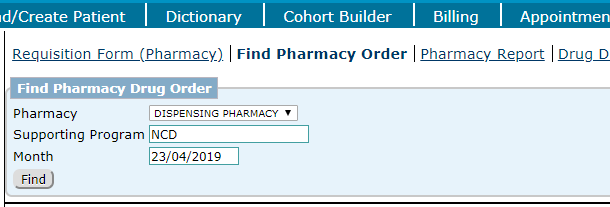 d/Create Patient Dictionary Cohort Builder Billing Appointmen
Requisition Form (Pharmacy) | Find Pharmacy Order | Pharmacy Report | Drug D
Find Pharmacy Drug Order
Pharmacy DISPENSING PHARMACY ▼
Supporting Program NCD
Month 23/04/2019
Find